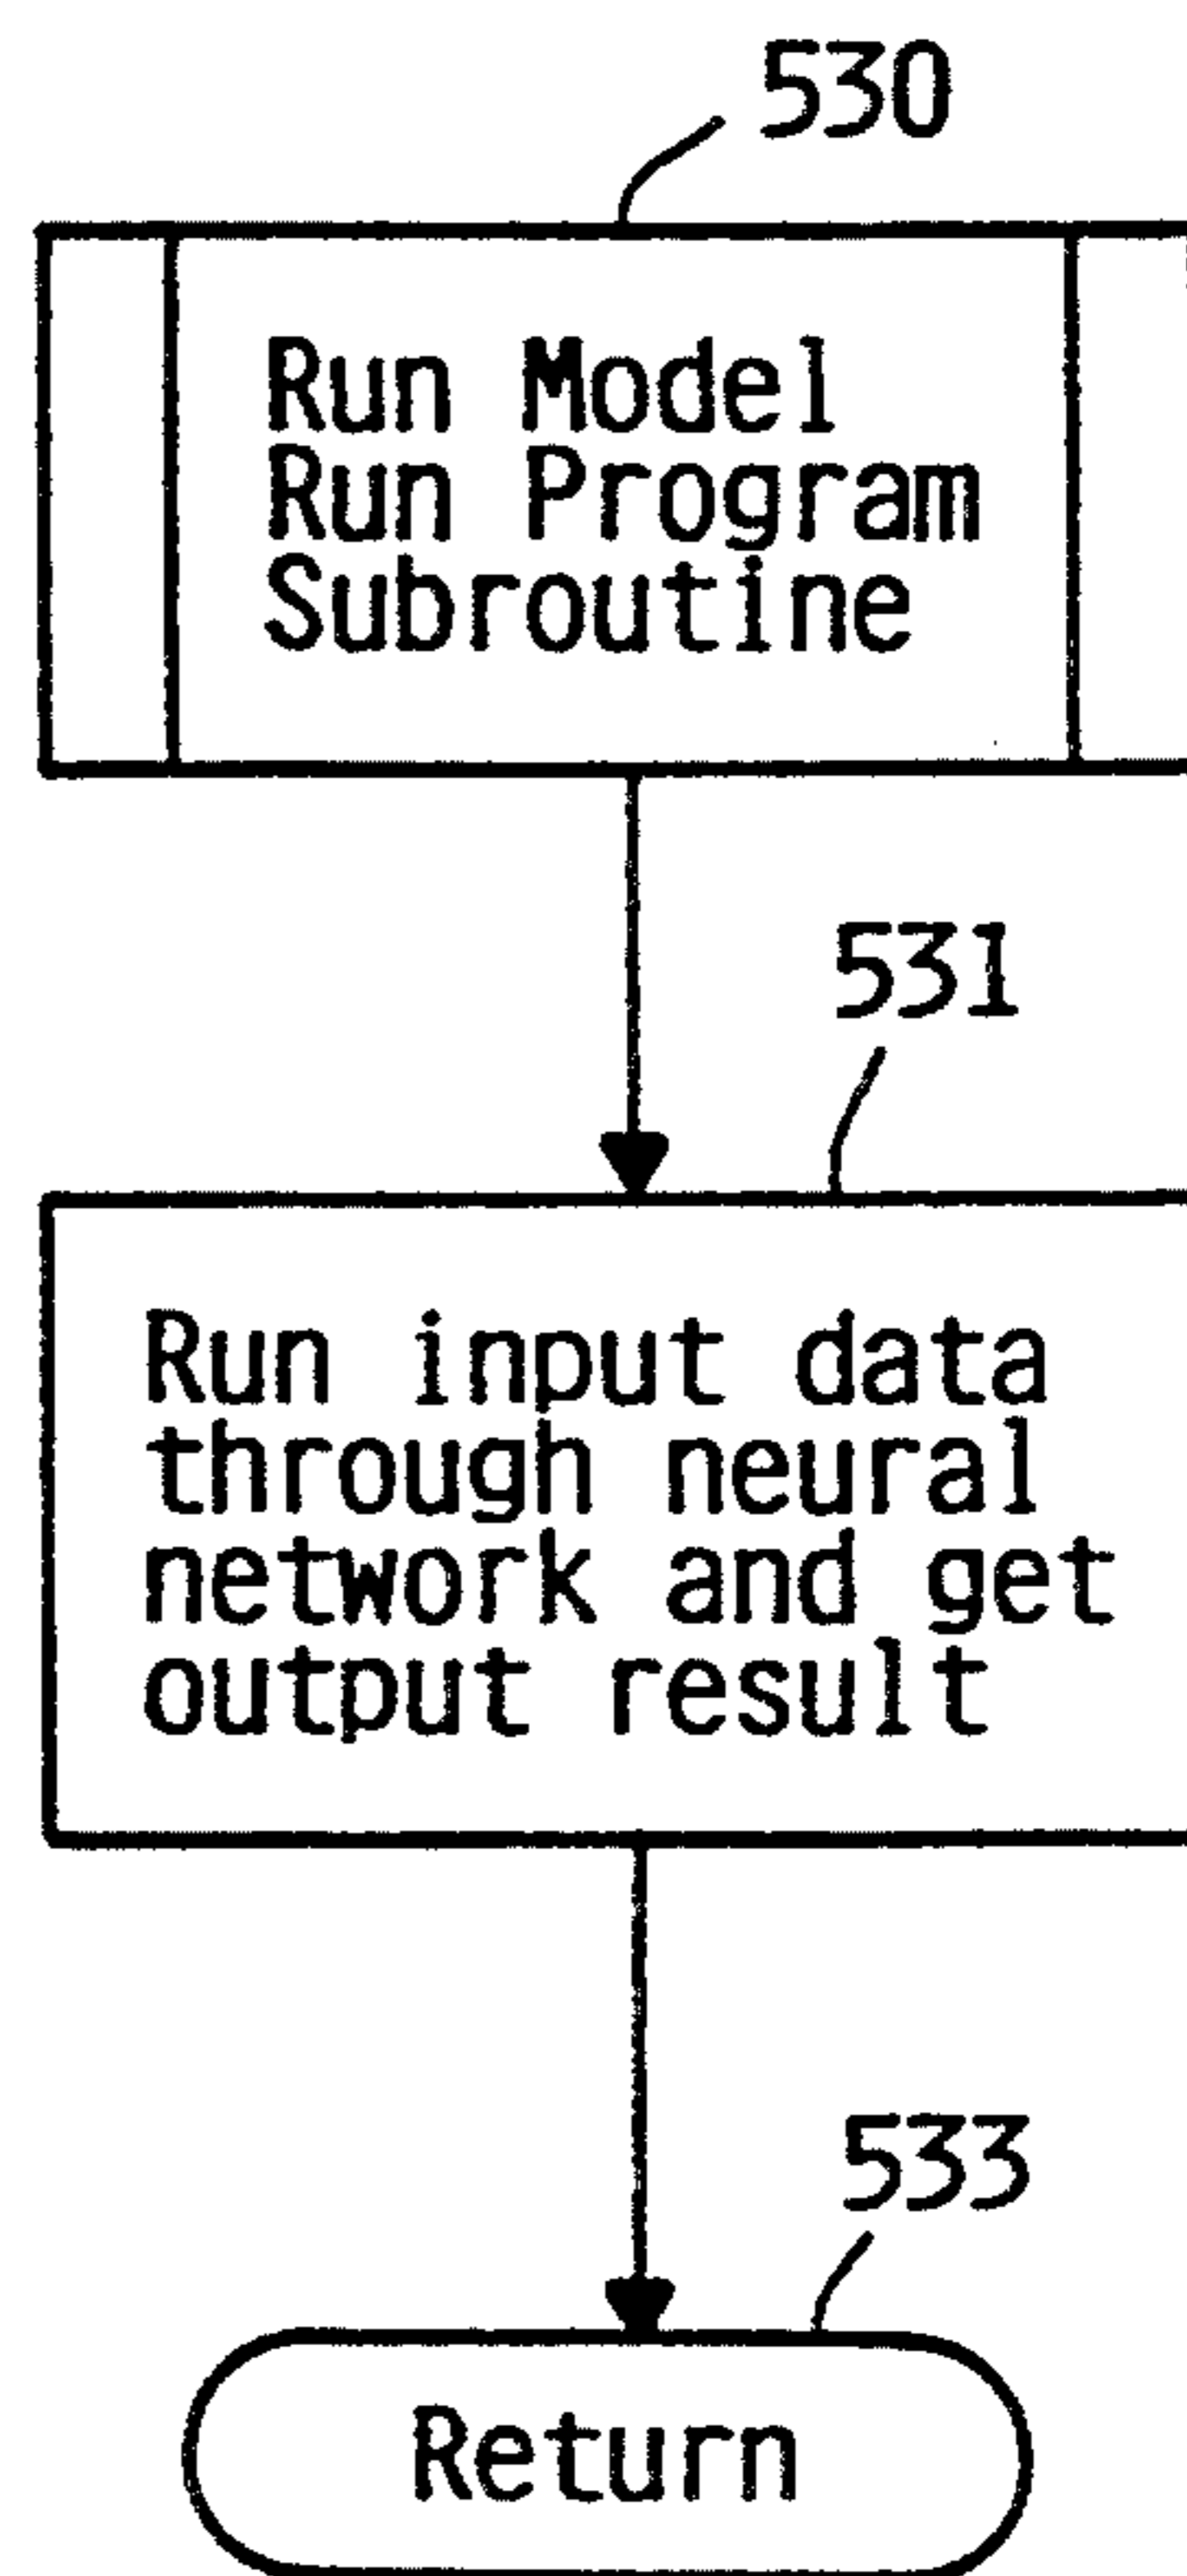 530
Run Model
Run Program
Subroutine
531
Run input data
through neural
network and get
output result
533
Return